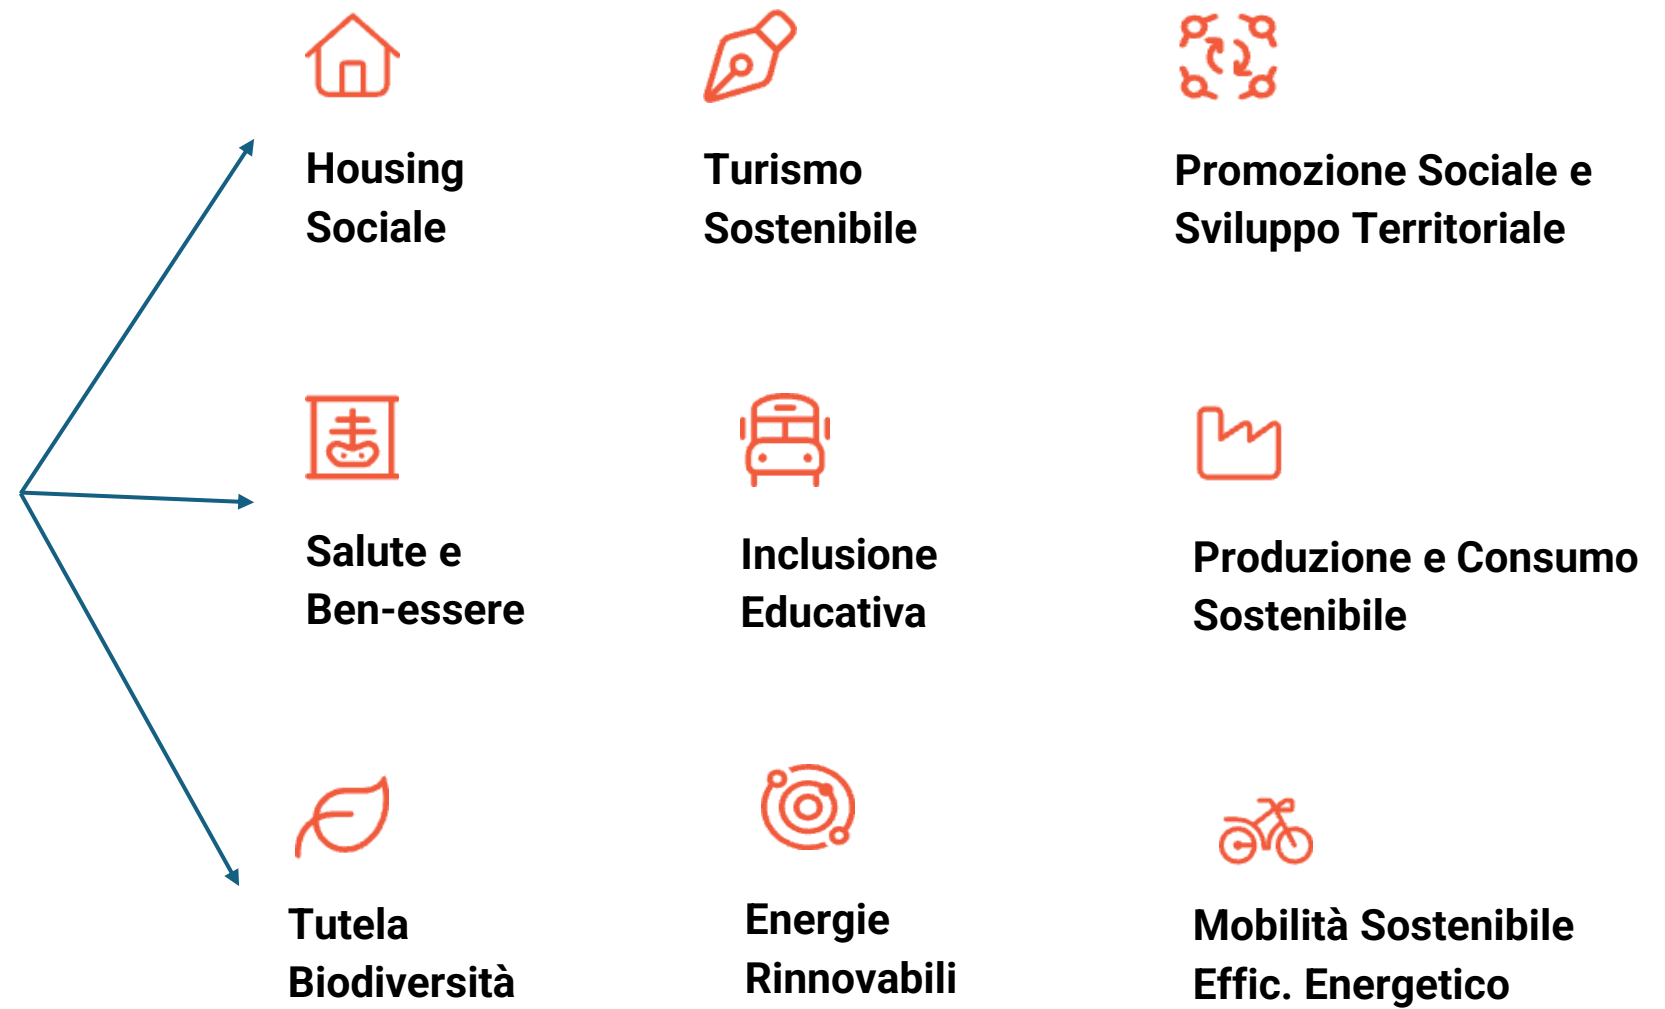 Housing
Sociale
Turismo
Sostenibile
Promozione Sociale e
Sviluppo Territoriale
Salute e
Ben-essere
Inclusione
Educativa
Produzione e Consumo
Sostenibile
Tutela
Biodiversità
Energie
Rinnovabili
Mobilità Sostenibile
Effic. Energetico